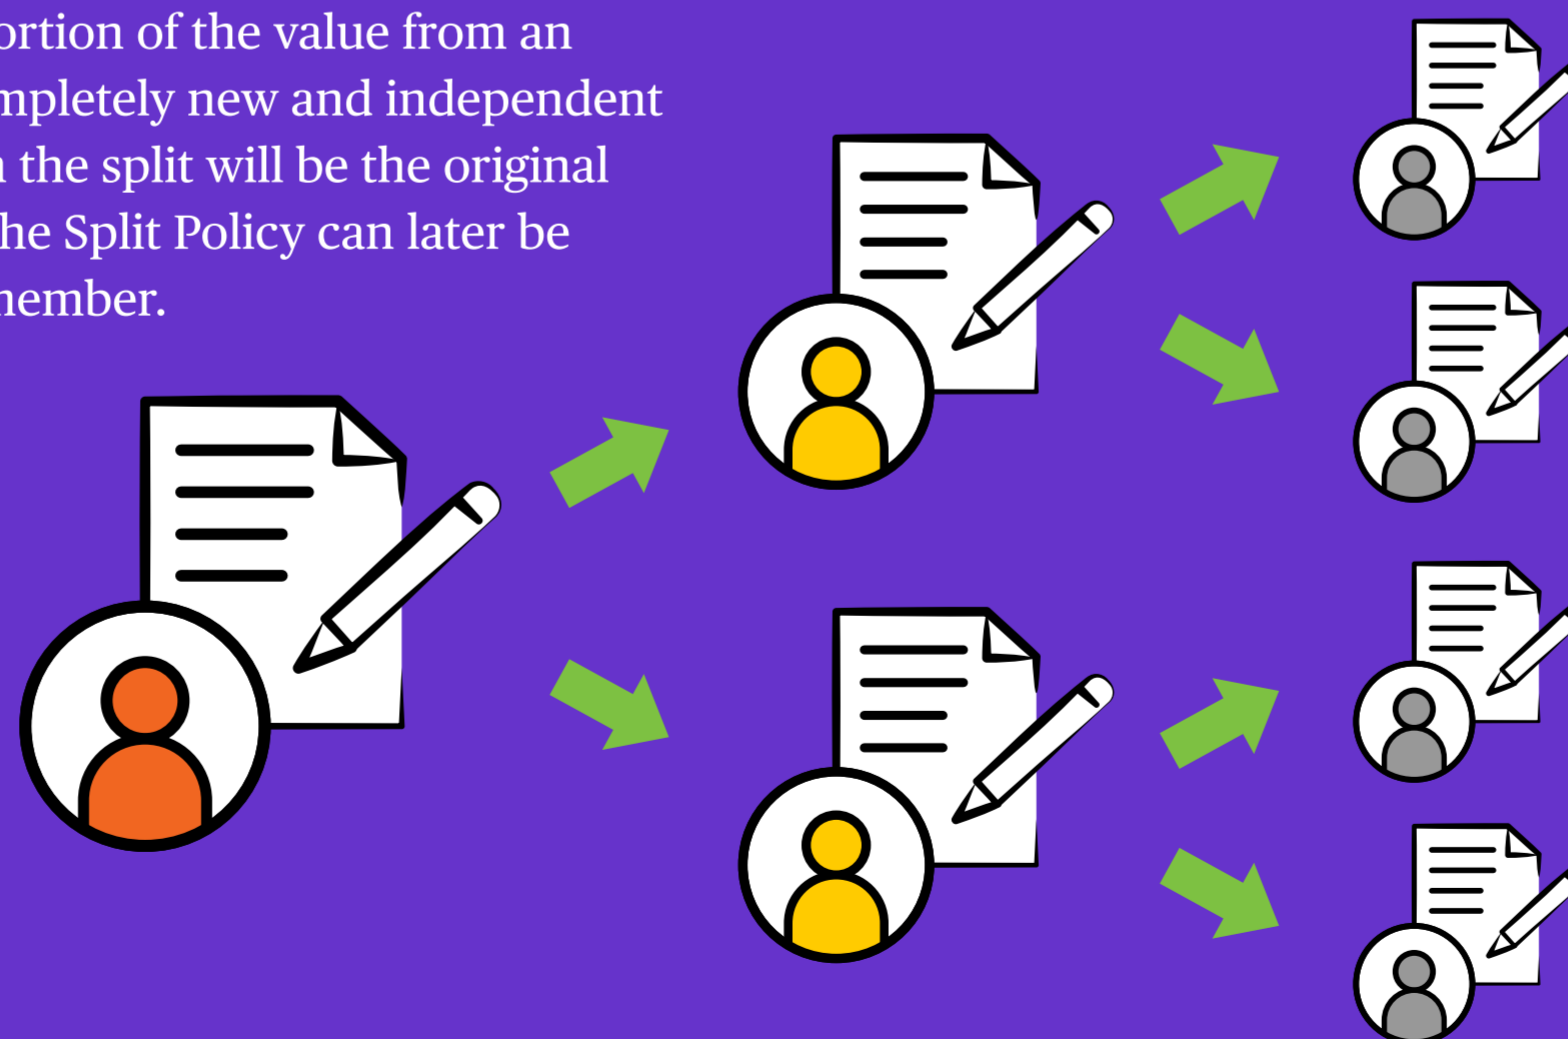 ortion of the value from an
mpletely new and independent
the split will be the original
he Split Policy can later be
member.